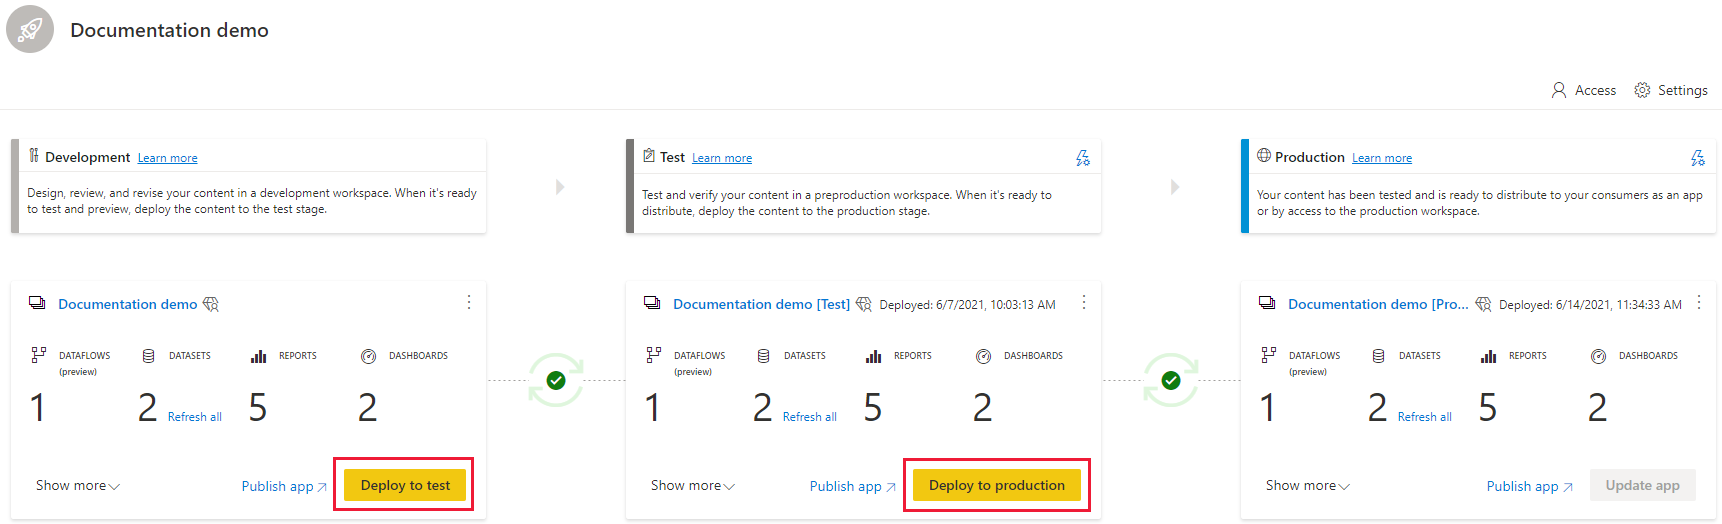 Documentation demo
Access
Settings
Development Learn more
Design, review, and revise your content in a development workspace. When it's ready
to test and preview, deploy the content to the test stage.
Test Learn more
Test and verify your content in a preproduction workspace. When it's ready to
distribute, deploy the content to the production stage.
Production Learn more
Your content has been tested and is ready to distribute to your consumers as an app
or by access to the production workspace.
Documentation demo
DATAFLOWS
(preview)
1
DATASETS
2 Refresh all
REPORTS
5
DASHBOARDS
2
Show more
Publish app
Deploy to test
Documentation demo [Test] Deployed: 6/7/2021, 10:03:13 AM
DATAFLOWS
(preview)
1
DATASETS
2 Refresh all
REPORTS
5
DASHBOARDS
2
Show more
Publish app
Deploy to production
Documentation demo [Pro... Deployed: 6/14/2021, 11:34:33 AM
DATAFLOWS
(preview)
1
DATASETS
2 Refresh all
REPORTS
5
DASHBOARDS
2
Show more
Publish app
Update app